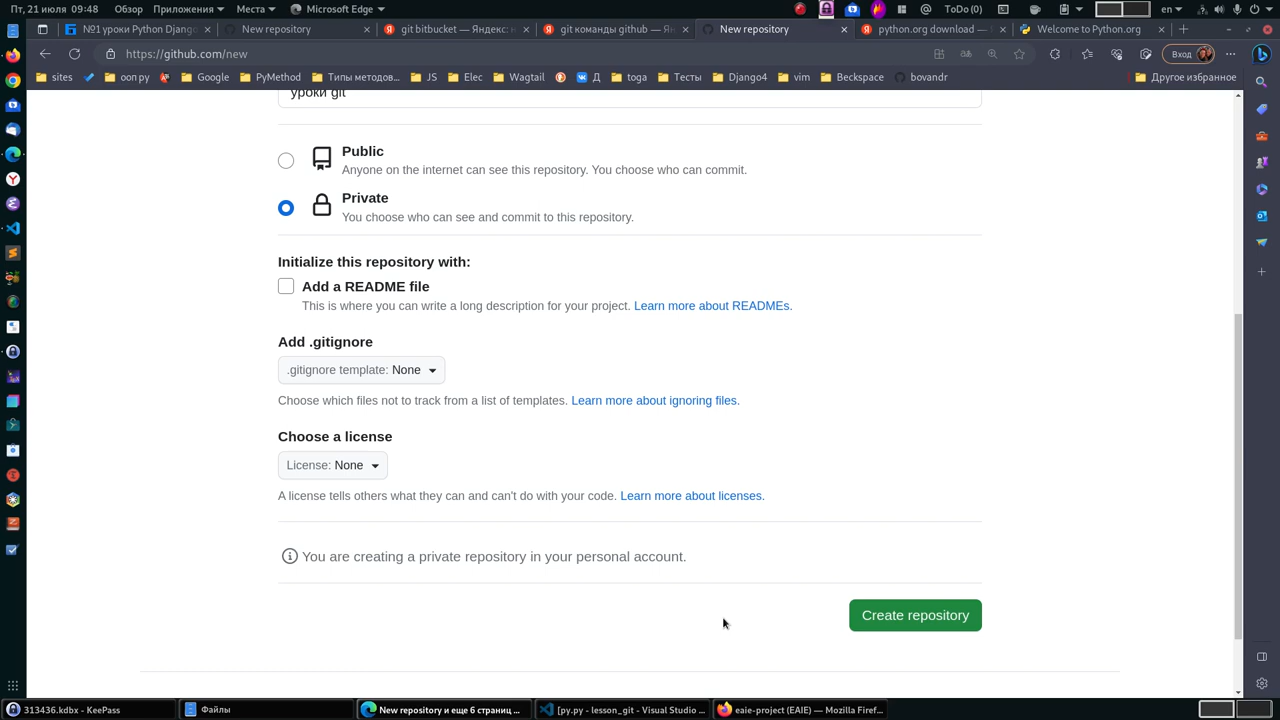 Пт, 21 июля 09:48
Обзор
Приложения
Места
Microsoft Edge
ToDo (0)
en
№1 уроки Python Django
New repository
git bitbucket — Яндекс: н
git команды github — Ян
New repository
python.org download —
Welcome to Python.org
https://github.com/new
Вход
sites
ооп ру
Google
PyMethod
Типы методов...
JS
Elec
Wagtail
Д
toga
Тесты
Django4
vim
Beckspace
bovandr
Другое избранное
уроки git
Public
Anyone on the internet can see this repository. You choose who can commit.
Private
You choose who can see and commit to this repository.
Initialize this repository with:
Add a README file
This is where you can write a long description for your project. Learn more about READMEs.
Add .gitignore
.gitignore template: None
Choose which files not to track from a list of templates. Learn more about ignoring files.
Choose a license
License: None
A license tells others what they can and can't do with your code. Learn more about licenses.
You are creating a private repository in your personal account.
Create repository
313436.kdbx - KeePass
Файлы
New repository и еще 6 страниц ...
[py.py - lesson_git - Visual Studio ...
eaie-project (EAIE) — Mozilla Firef...